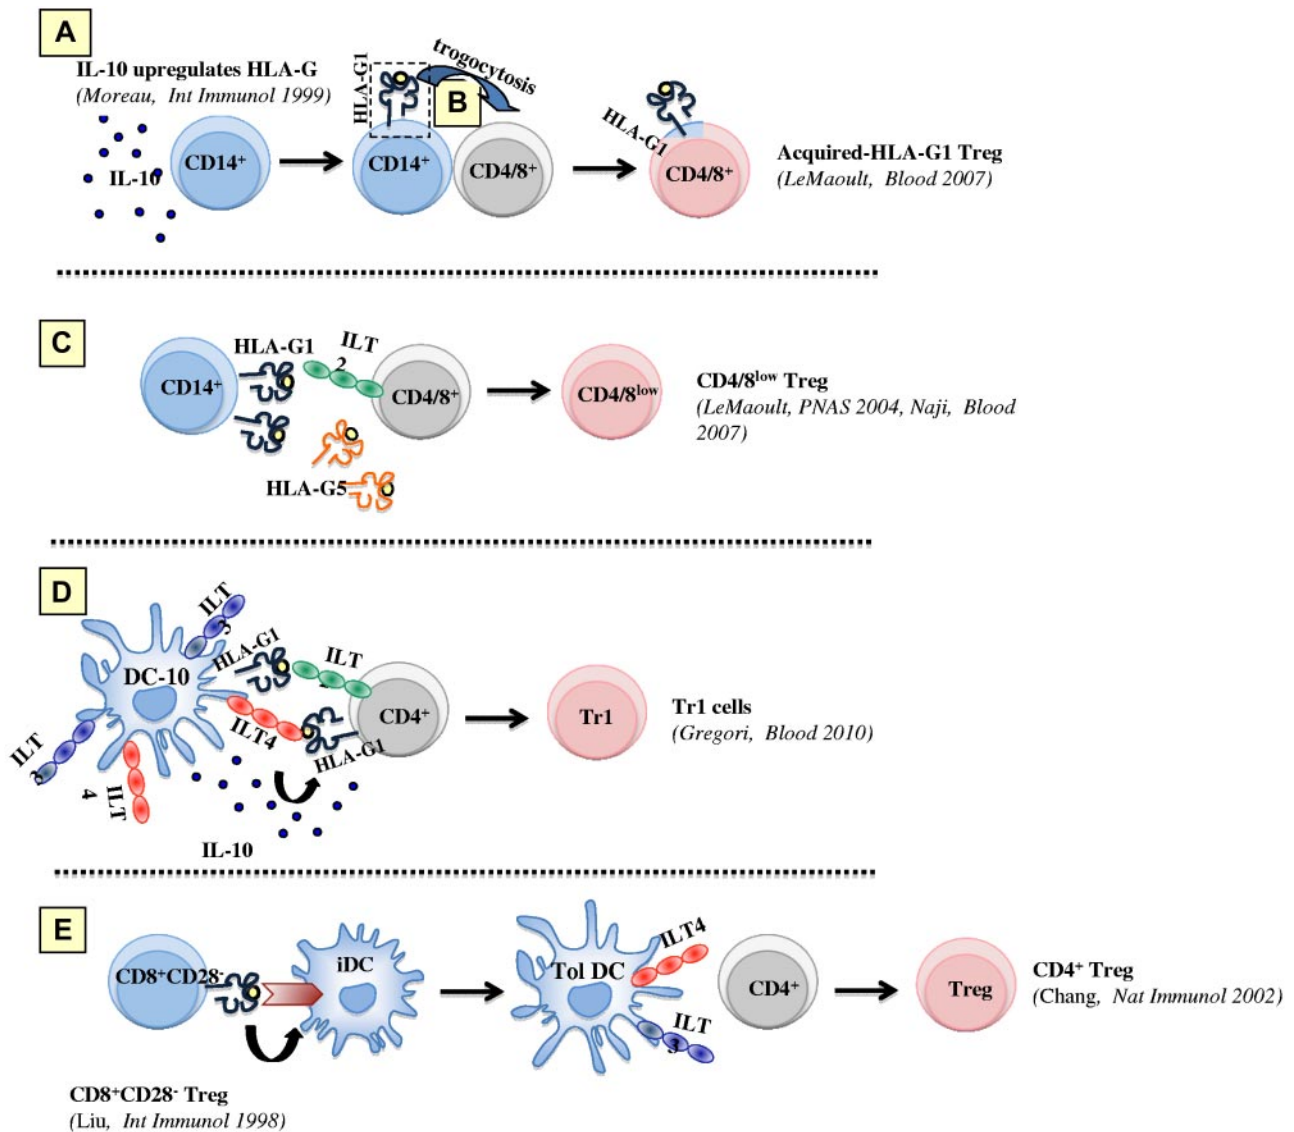 A
IL-10 upregulates HLA-G
(Moreau, Int Immunol 1999)
IL-10
CD14+
HLA-G1
trogocytosis
B
CD14+
CD4/8+
HLA-G1
CD4/8+
Acquired-HLA-G1 Treg
(LeMaoult, Blood 2007)
C
CD14+
HLA-G1
ILT
2
CD4/8+
HLA-G5
CD4/8low
CD4/8low Treg
(LeMaoult, PNAS 2004, Naji, Blood
2007)
D
ILT
3
DC-10
HLA-G1
ILT
ILT4
HLA-G1
CD4+
ILT
3
ILT
4
IL-10
Tr1
Tr1 cells
(Gregori, Blood 2010)
E
CD8+CD28-
iDC
Tol DC
ILT4
ILT
3
CD4+
Treg
CD4+ Treg
(Chang, Nat Immunol 2002)
CD8+CD28- Treg
(Liu, Int Immunol 1998)